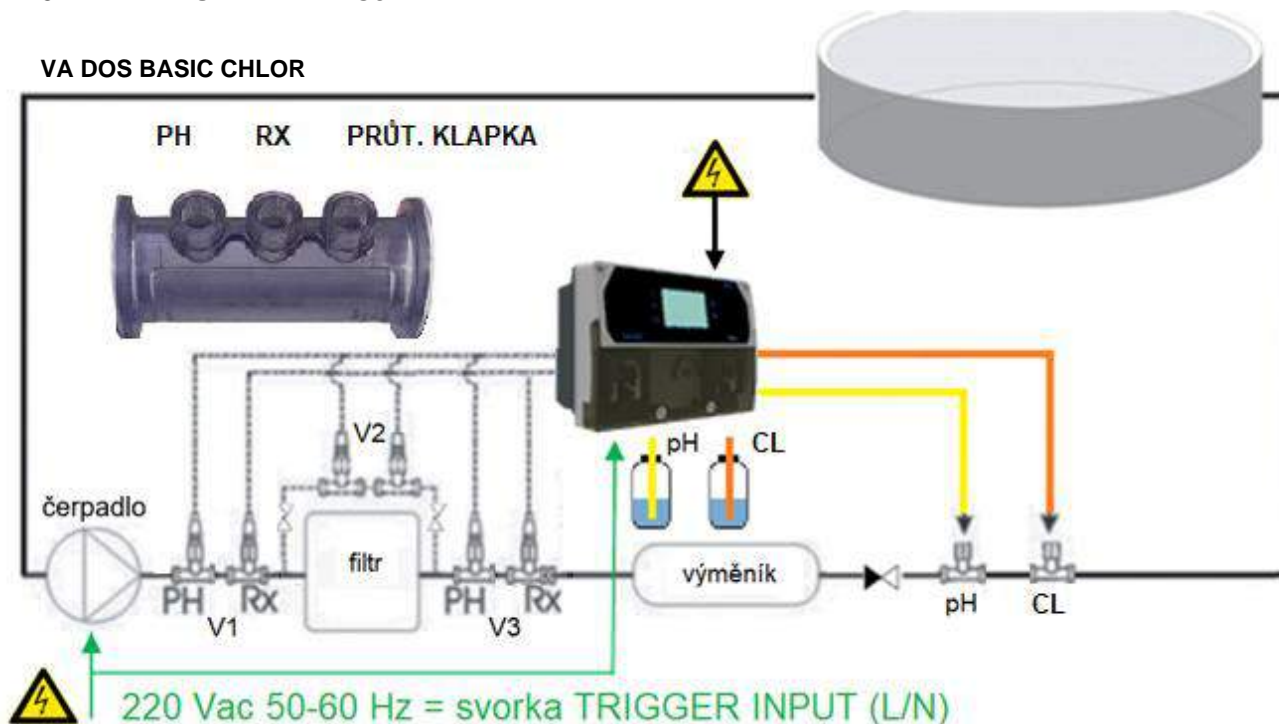 VA DOS BASIC CHLOR
PH RX PRŮT. KLAPKA
V2
pH CL
čerpadlo
filtr
výměník
PH Rx
V1
PH Rx
V3
pH CL
220 Vac 50-60 Hz = svorka TRIGGER INPUT (L/N)